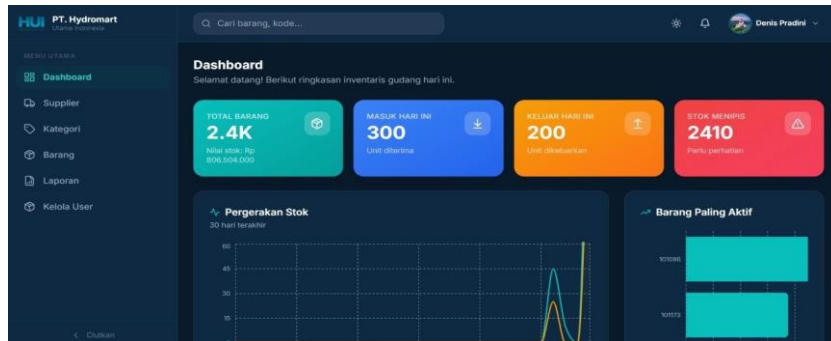 HUI PT. Hydromart
Utama Indonesia
Cari barang, kode...
Denis Pradini
MENU UTAMA
Dashboard
Supplier
Kategori
Barang
Laporan
Kelola User
Ciutkan
Dashboard
Selamat datang! Berikut ringkasan inventaris gudang hari ini.
TOTAL BARANG
2.4K
Nilai stok: Rp
806.504.000
MASUK HARI INI
300
Unit diterima
KELUAR HARI INI
200
Unit dikeluarkan
STOK MENIPIS
2410
Perlu perhatian
Pergerakan Stok
30 hari terakhir
60
45
30
15
Barang Paling Aktif
101086
101173